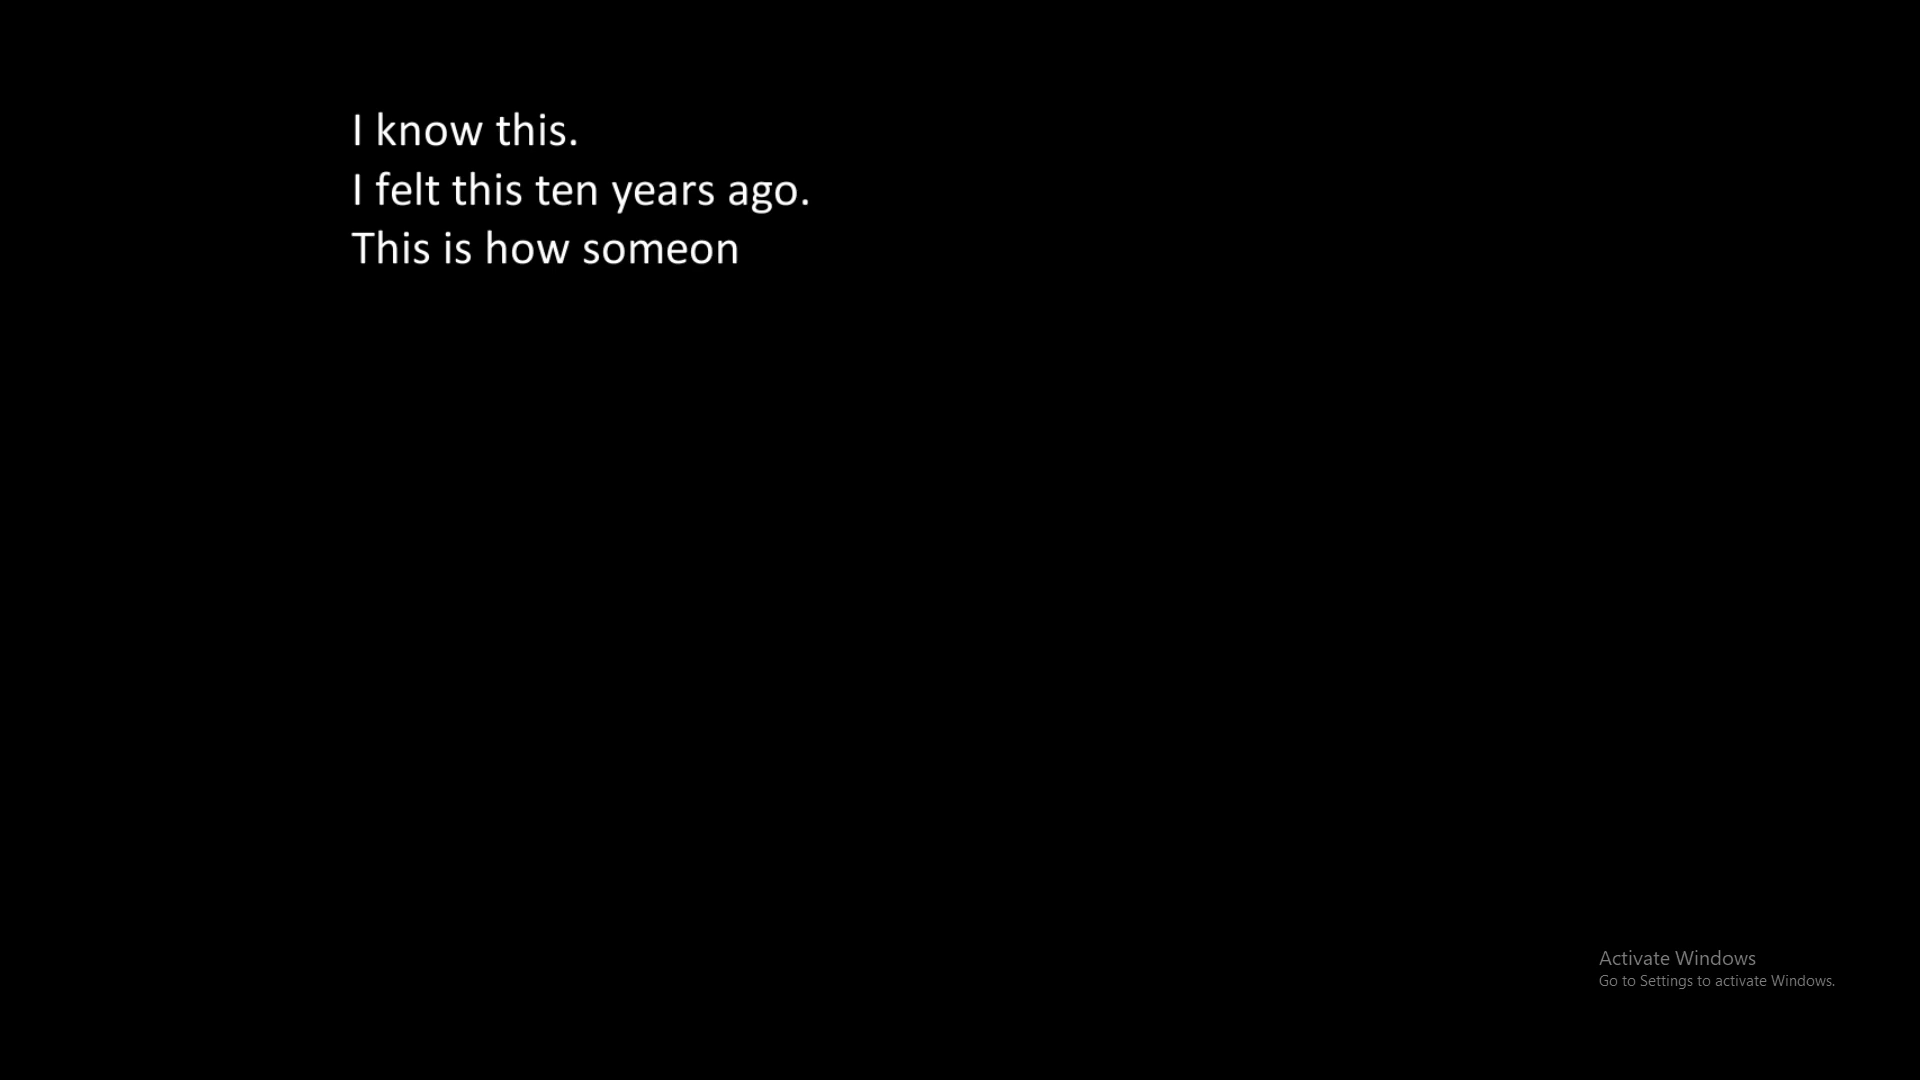 I know this.
I felt this ten years ago.
This is how someon
Activate Windows
Go to Settings to activate Windows.